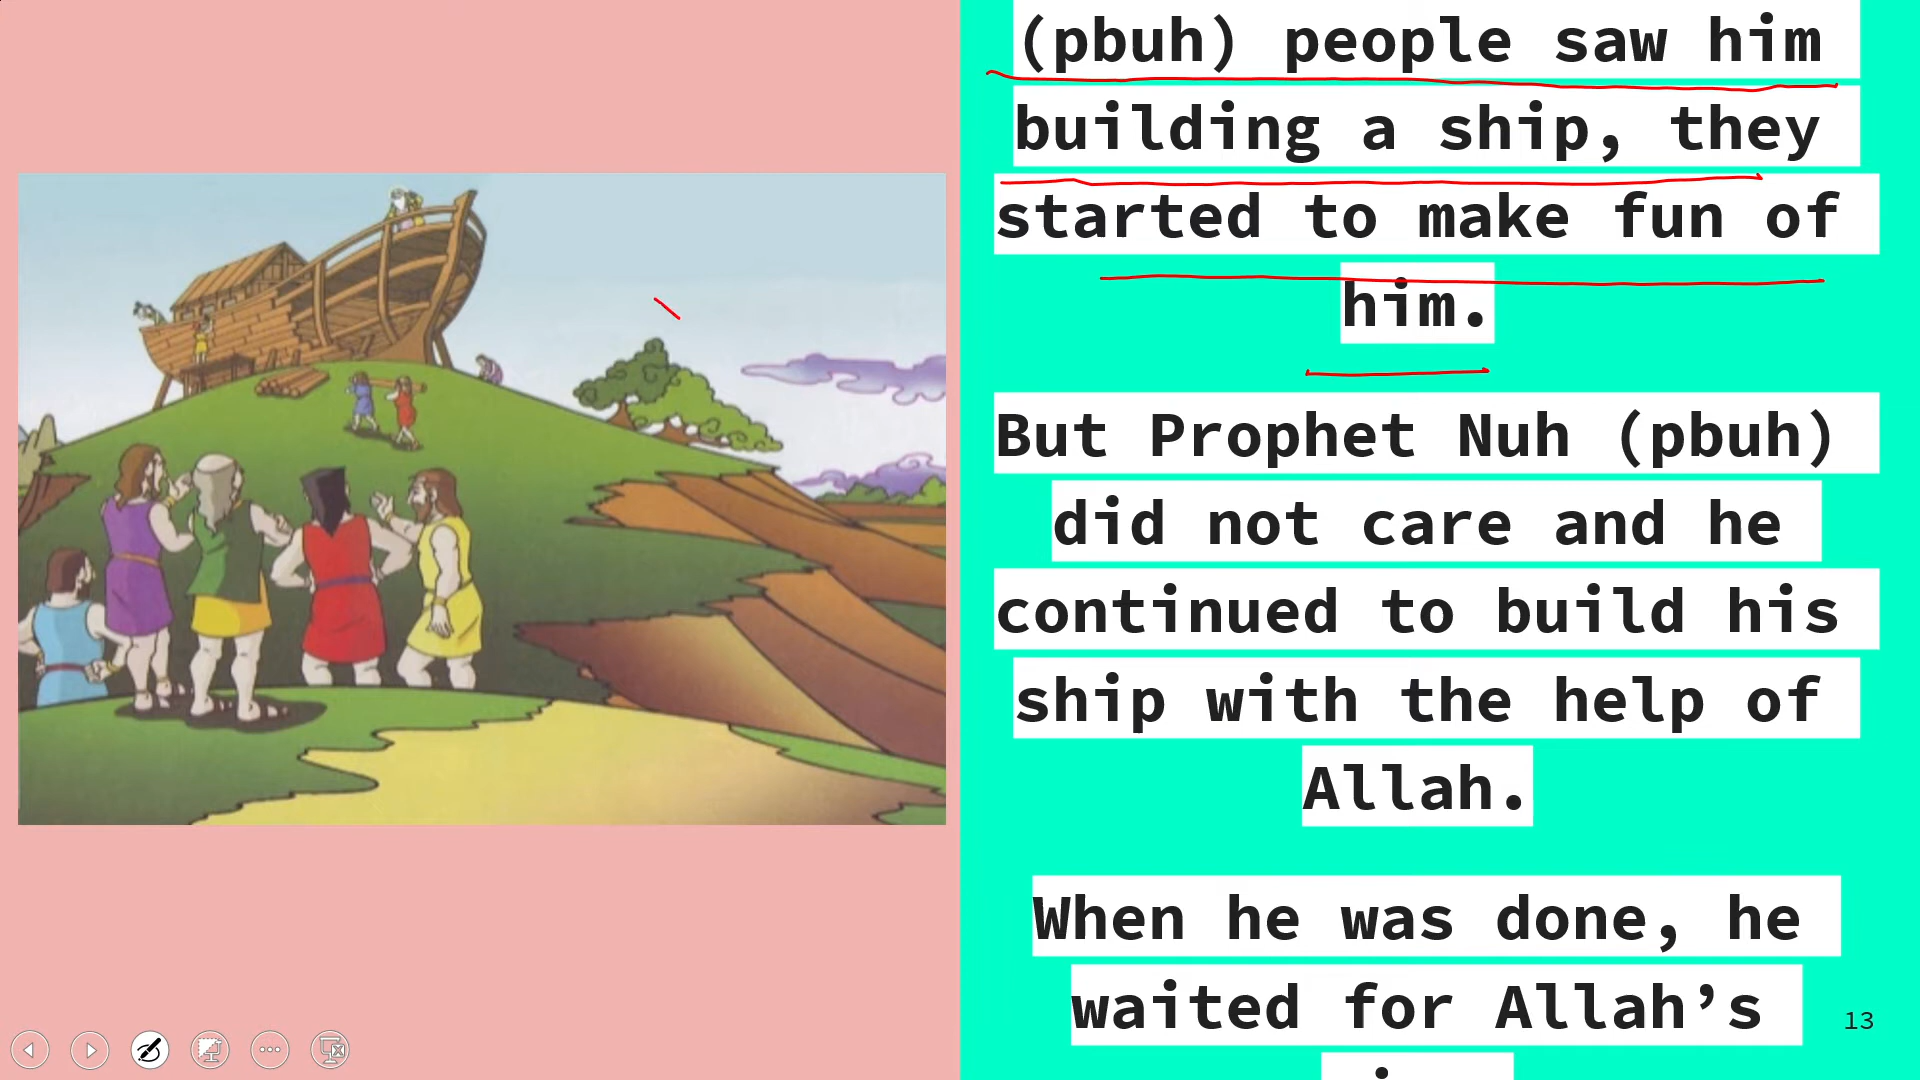 (pbuh) people saw him
building a ship, they
started to make fun of
him.
But Prophet Nuh (pbuh)
did not care and he
continued to build his
ship with the help of
Allah.
When he was done, he
waited for Allah’s
13